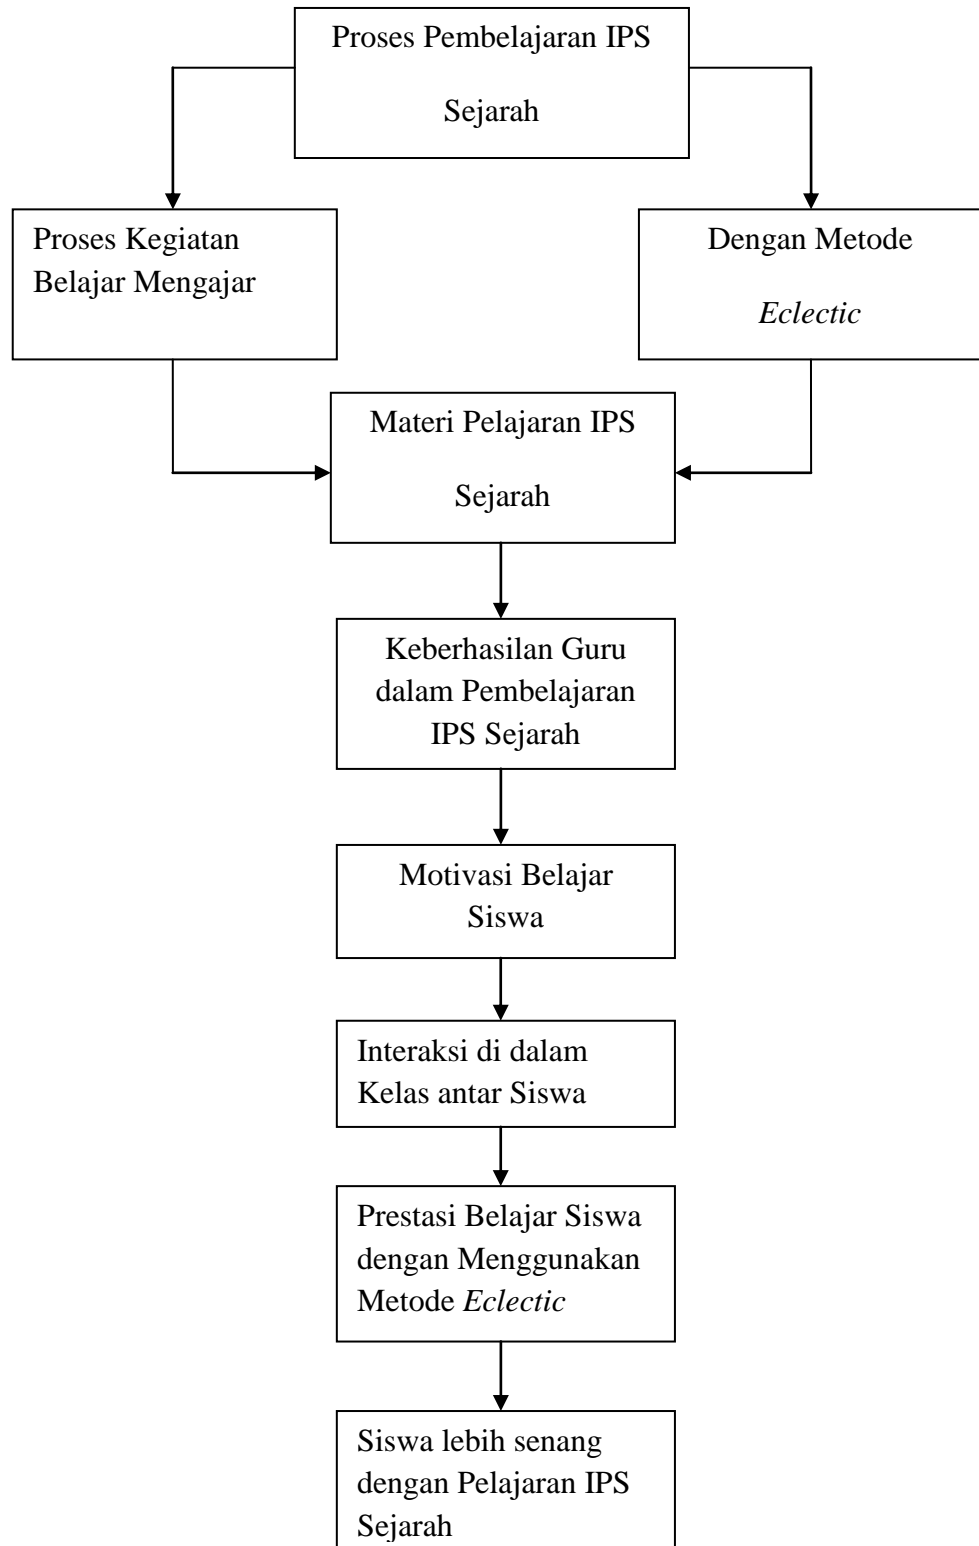 Proses Pembelajaran IPS
Sejarah
Proses Kegiatan
Belajar Mengajar
Dengan Metode
Eclectic
Materi Pelajaran IPS
Sejarah
Keberhasilan Guru
dalam Pembelajaran
IPS Sejarah
Motivasi Belajar
Siswa
Interaksi di dalam
Kelas antar Siswa
Prestasi Belajar Siswa
dengan Menggunakan
Metode Eclectic
Siswa lebih senang
dengan Pelajaran IPS
Sejarah